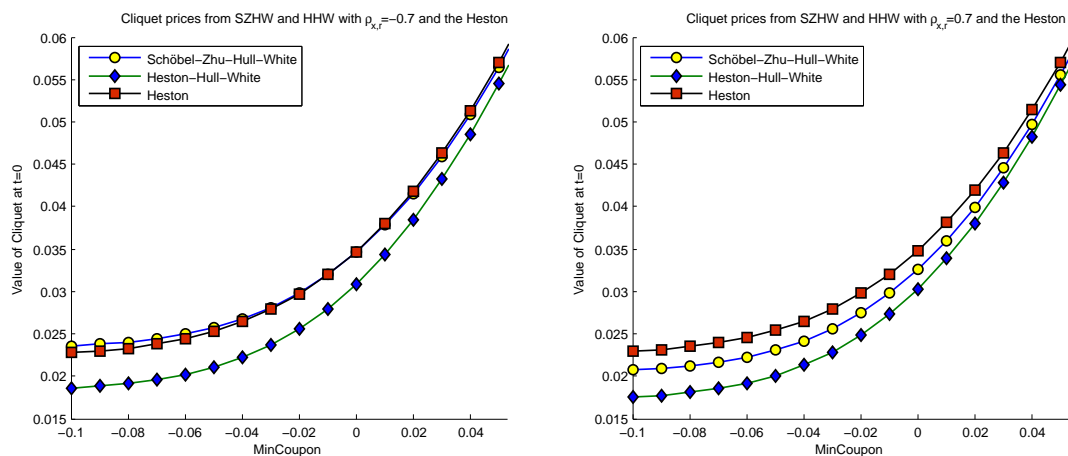 Cliquet prices from SZHW and HHW with ρx,r=−0.7 and the Heston
0.06
0.055
0.05
0.045
0.04
0.035
0.03
0.025
0.02
0.015
Value of Cliquet at t=0
Schöbel−Zhu−Hull−White
Heston−Hull−White
Heston
−0.1 −0.08 −0.06 −0.04 −0.02 0 0.02 0.04
MinCoupon
Cliquet prices from SZHW and HHW with ρx,r=0.7 and the Heston
0.06
0.055
0.05
0.045
0.04
0.035
0.03
0.025
0.02
0.015
Value of Cliquet at t=0
Schöbel−Zhu−Hull−White
Heston−Hull−White
Heston
−0.1 −0.08 −0.06 −0.04 −0.02 0 0.02 0.04
MinCoupon